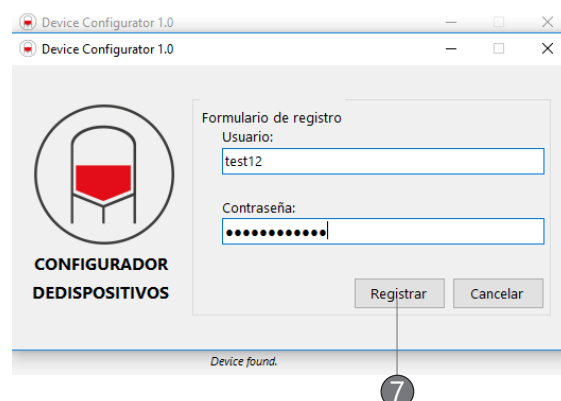 Device Configurator 1.0
Device Configurator 1.0
Formulario de registro
Usuario:
test12
Contraseña:
●●●●●●●●●●●●
CONFIGURADOR
DEDISPOSITIVOS
Registrar Cancelar
Device found.
7